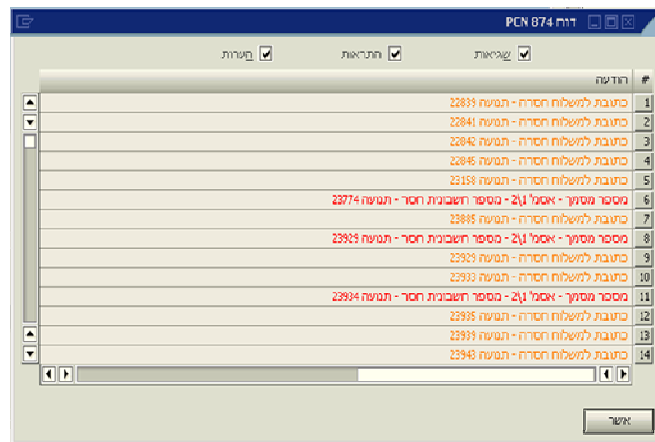 דוח PCN 874
שגיאות התראות הערות
# הודעה
1 כתובת למשלוח חסרה - תנועה 22839
2 כתובת למשלוח חסרה - תנועה 22841
3 כתובת למשלוח חסרה - תנועה 22842
4 כתובת למשלוח חסרה - תנועה 22845
5 כתובת למשלוח חסרה - תנועה 23158
6 מספר מסמך - אסמ' 1\2 - מספר חשבונית חסר - תנועה 23774
7 כתובת למשלוח חסרה - תנועה 23885
8 מספר מסמך - אסמ' 1\2 - מספר חשבונית חסר - תנועה 23929
9 כתובת למשלוח חסרה - תנועה 23929
10 כתובת למשלוח חסרה - תנועה 23933
11 מספר מסמך - אסמ' 1\2 - מספר חשבונית חסר - תנועה 23934
12 כתובת למשלוח חסרה - תנועה 23935
13 כתובת למשלוח חסרה - תנועה 23939
14 כתובת למשלוח חסרה - תנועה 23943
אשר